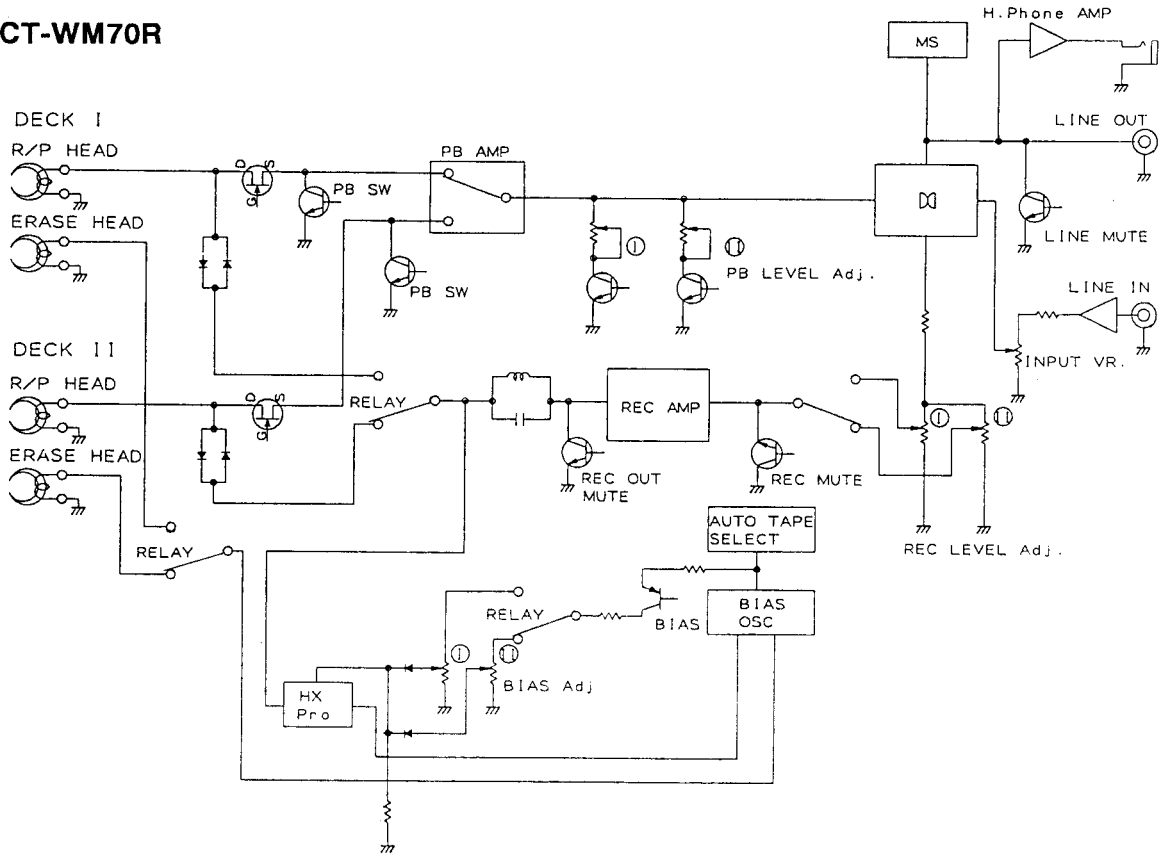 CT-WM70R
H.Phone AMP
MS
DECK I
R/P HEAD
LINE OUT
D
S
G
PB AMP
PB SW
ERASE HEAD
PB SW
I
II
PB LEVEL Adj.
LINE MUTE
LINE IN
INPUT VR.
DECK II
R/P HEAD
D
S
G
RELAY
REC AMP
I
II
ERASE HEAD
REC OUT
MUTE
REC MUTE
REC LEVEL Adj.
RELAY
AUTO TAPE
SELECT
RELAY
BIAS
BIAS
OSC
I
II
BIAS Adj
HX
Pro